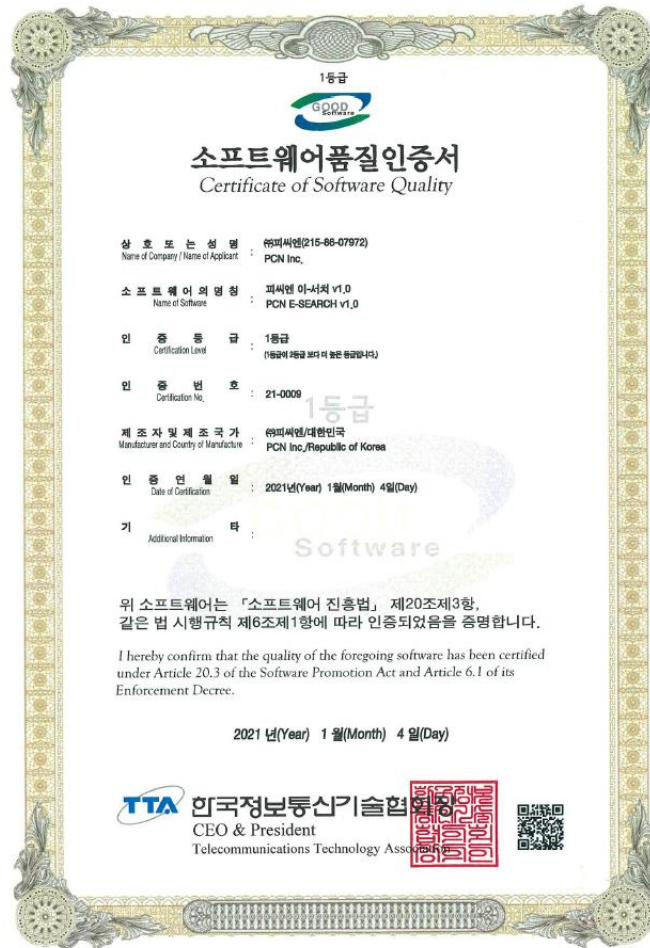 1등급
GOOD
Software
소프트웨어품질인증서
Certificate of Software Quality
상 호 또 는 성 명 : ㈜피씨엔(215-86-07972)
Name of Company / Name of Applicant PCN Inc.
소 프 트 웨 어 의 명 칭 : 피씨엔 이-서치 v1.0
Name of Software PCN E-SEARCH v1.0
인 증 등 급 : 1등급
Certification Level (1등급이 2등급 보다 더 높은 등급입니다.)
인 증 번 호 : 21-0009
Certification No.
1등급
제 조 자 및 제 조 국 가 : ㈜피씨엔/대한민국
Manufacturer and Country of Manufacture PCN Inc./Republic of Korea
인 증 연 월 일 : 2021년(Year) 1월(Month) 4일(Day)
Date of Certification
기 타 :
Additional Information
GOOD
Software
위 소프트웨어는 「소프트웨어 진흥법」 제20조제3항,
같은 법 시행규칙 제6조제1항에 따라 인증되었음을 증명합니다.
I hereby confirm that the quality of the foregoing software has been certified
under Article 20.3 of the Software Promotion Act and Article 6.1 of its
Enforcement Decree.
2021 년(Year) 1 월(Month) 4 일(Day)
TTA 한국정보통신기술협회장
CEO & President
Telecommunications Technology Association